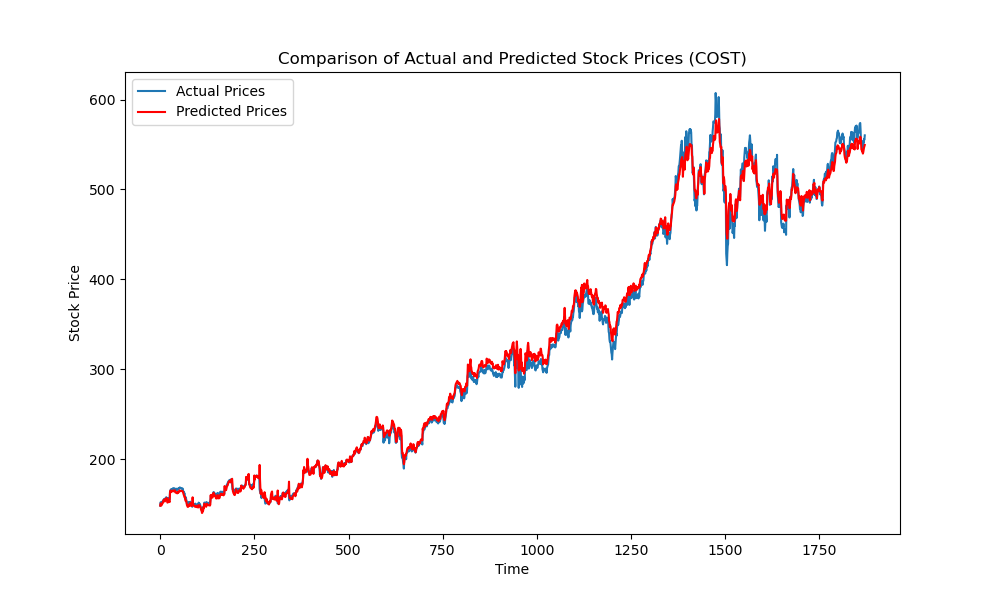 Comparison of Actual and Predicted Stock Prices (COST)
Actual Prices
Predicted Prices
600
500
400
300
200
Stock Price
0 250 500 750 1000 1250 1500 1750
Time